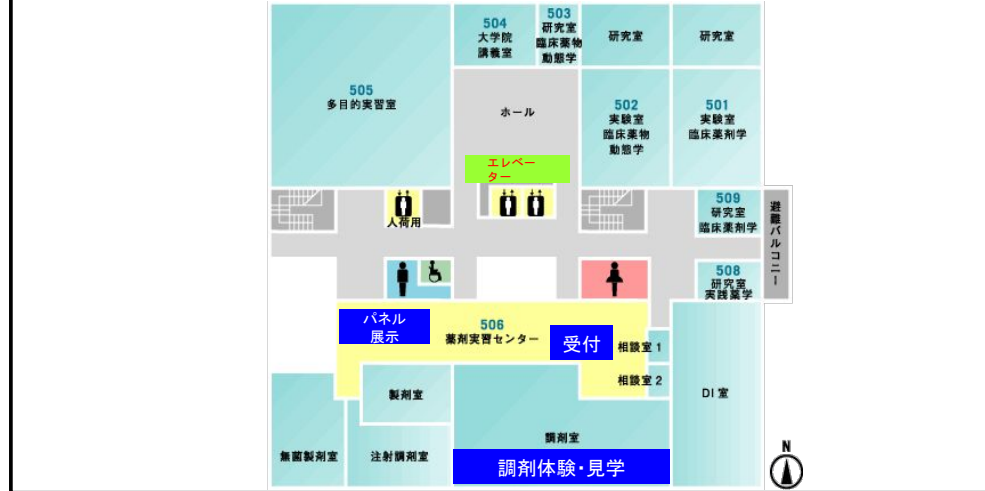 504
大学院
講義室
503
研究室
臨床薬物
動態学
研究室
研究室
505
多目的実習室
ホール
502
実験室
臨床薬物
動態学
501
実験室
臨床薬剤学
エレベー
ター
人荷用
509
研究室
臨床薬剤学
避難バルコニー
508
研究室
実践薬学
パネル
展示
506
薬剤実習センター
受付
相談室 1
相談室 2
製剤室
DI 室
調剤室
無菌製剤室
注射調剤室
調剤体験・見学
N